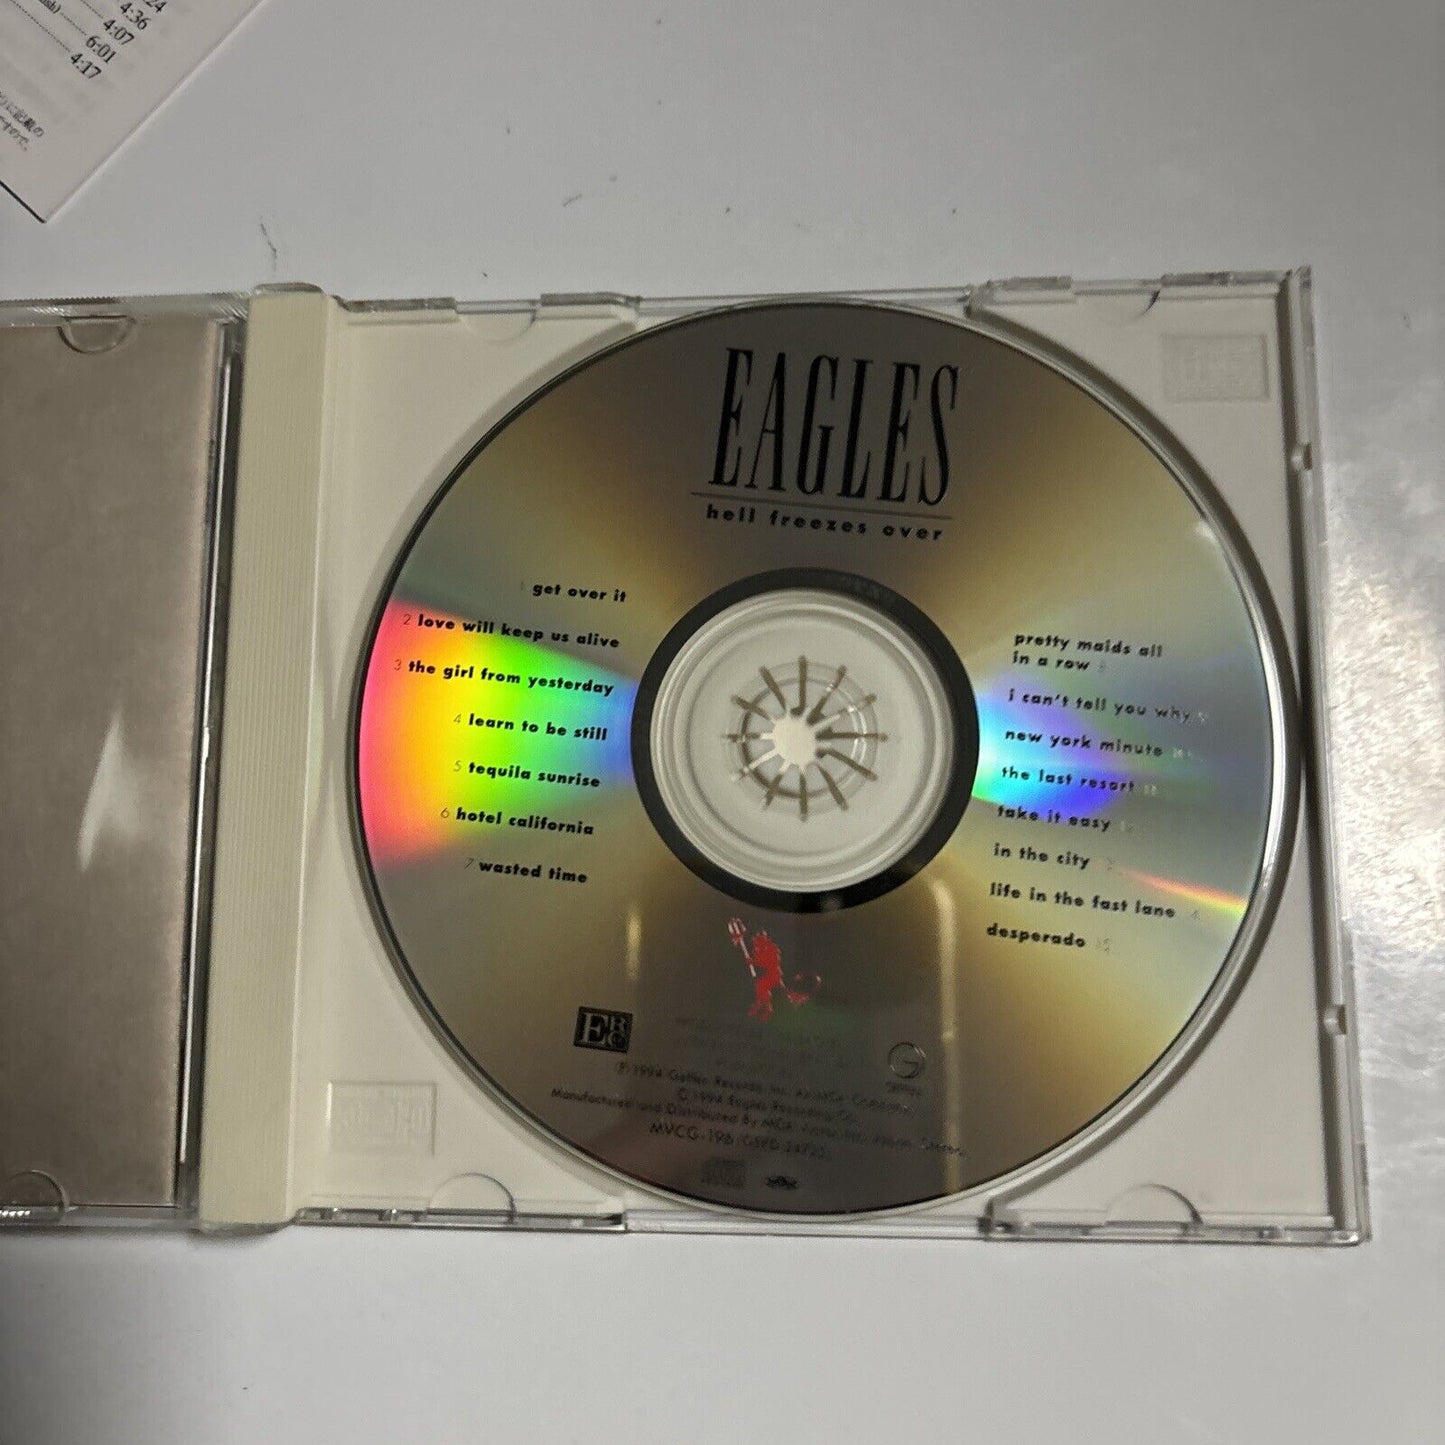 4:36
4:07
6:01
4:17
EAGLES
hell freezes over
1 get over it
2 love will keep us alive
3 the girl from yesterday
4 learn to be still
5 tequila sunrise
6 hotel california
7 wasted time
pretty maids all
in a row
i can't tell you why
new york minute
the last resort
take it easy
in the city
life in the fast lane
desperado 15
℗ 1994 Geffen Records, Inc.
© 1994 Eagles Recording Co.
Manufactured and Distributed By MCA
MVCG-196